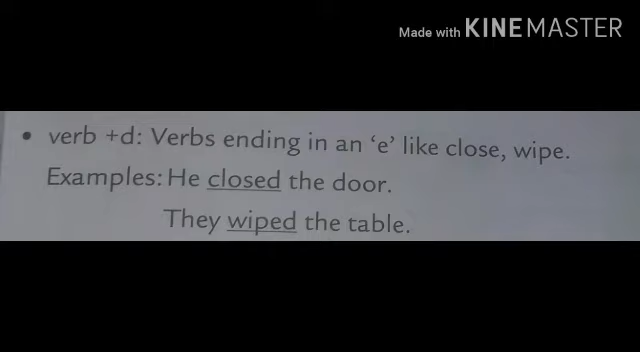 Made with KINEMASTER
• verb +d: Verbs ending in an ‘e’ like close, wipe.
Examples: He closed the door.
They wiped the table.